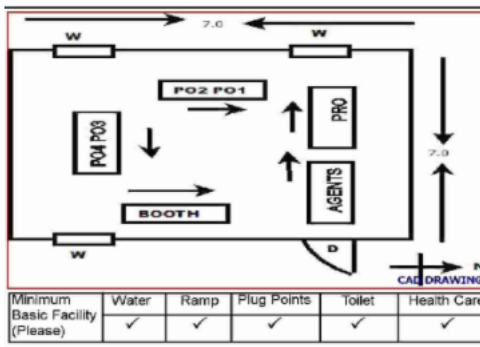 7.0
W
W
PO2 PO1
PO4 PO3
PRO
7.0
AGENTS
BOOTH
W
D
N
CAD DRAWING
Minimum Basic Facility (Please)
Water
Ramp
Plug Points
Toilet
Health Care
✓ ✓ ✓ ✓ ✓